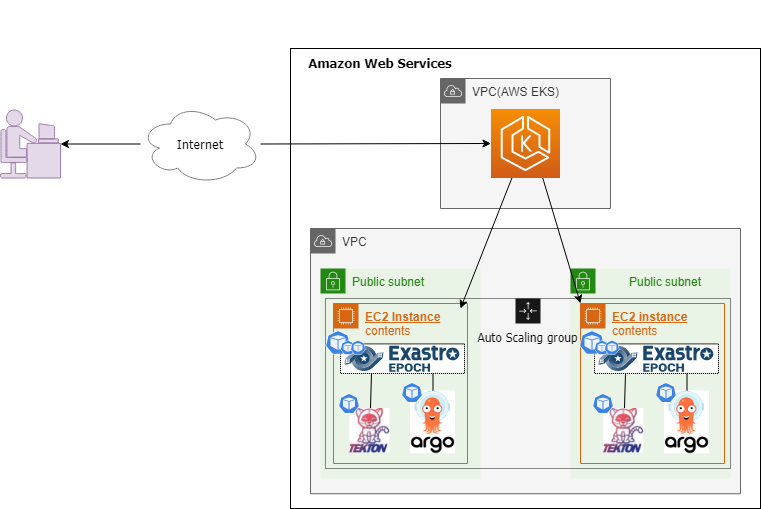 Amazon Web Services
VPC(AWS EKS)
K
Internet
VPC
Public subnet
Public subnet
EC2 Instance
contents
Auto Scaling group
EC2 instance
contents
Exastro
EPOCH
Exastro
EPOCH
TEKTON
argo
TEKTON
argo